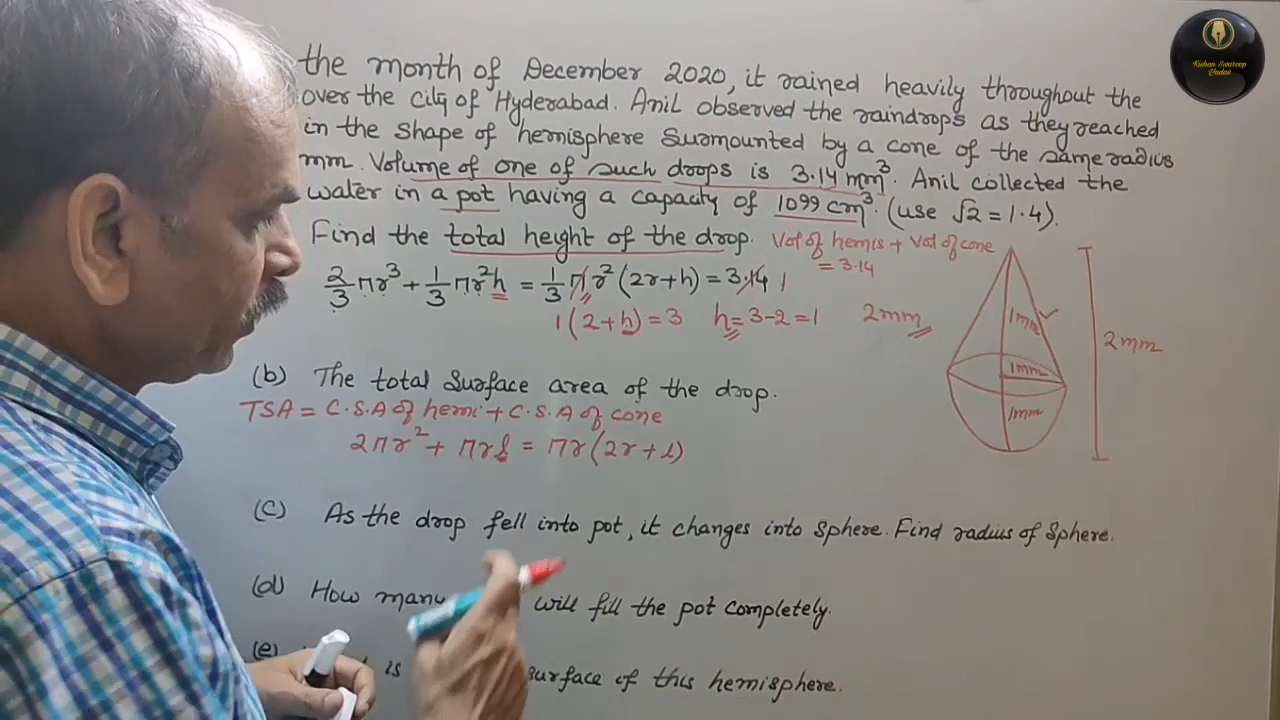 the month of December 2020, it rained heavily throughout the
over the city of Hyderabad. Anil observed the raindrops as they reached
in the shape of hemisphere surmounted by a cone of the same radius
mm. Volume of one of such drops is 3.14 mm³. Anil collected the
water in a pot having a capacity of 1099 cm³. (use √2 = 1.4).
Find the total height of the drop. Vol of hemis + Vol of cone
= 3.14
2/3 πr³ + 1/3 πr²h = 1/3 πr²(2r+h) = 3.14 1
1(2+h) = 3 h = 3-2 = 1 2mm
1mm
2mm
1mm
1mm
(b) The total surface area of the drop.
TSA = C.S.A of hemi + C.S.A of cone
2πr² + πrl = πr(2r+l)
(c) As the drop fell into pot, it changes into sphere. Find radius of sphere.
(d) How many will fill the pot completely.
(e) is surface of this hemisphere.
Kishan Swaroop
Yadav